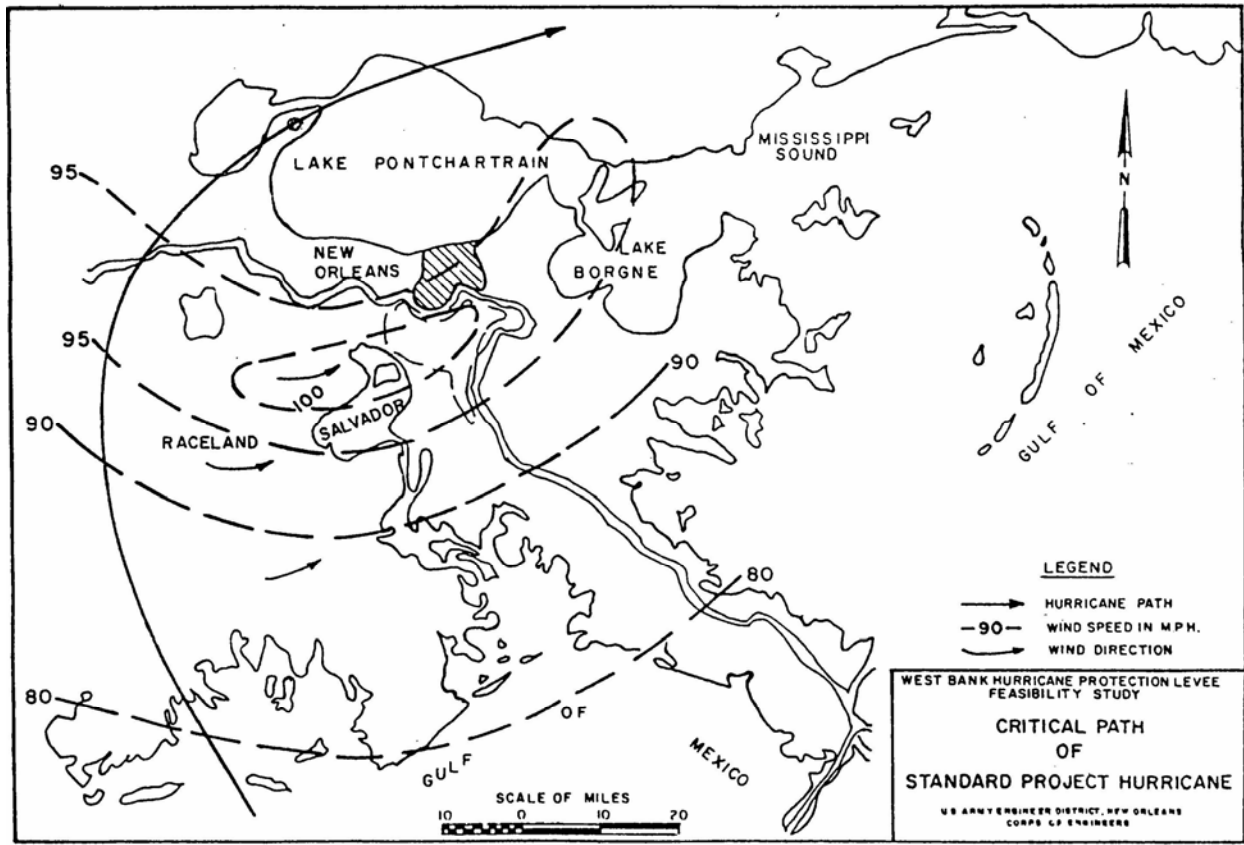 MISSISSIPPI
SOUND
LAKE PONTCHARTRAIN
N
95
NEW
ORLEANS
LAKE
BORGNE
GULF OF MEXICO
95
90
100
SALVADOR
RACELAND
90
80
80
GULF OF MEXICO
LEGEND
HURRICANE PATH
-90- WIND SPEED IN M.P.H.
WIND DIRECTION
SCALE OF MILES
10 0 10 20
WEST BANK HURRICANE PROTECTION LEVEE
FEASIBILITY STUDY
CRITICAL PATH
OF
STANDARD PROJECT HURRICANE
US ARMY ENGINEER DISTRICT, NEW ORLEANS
CORPS OF ENGINEERS